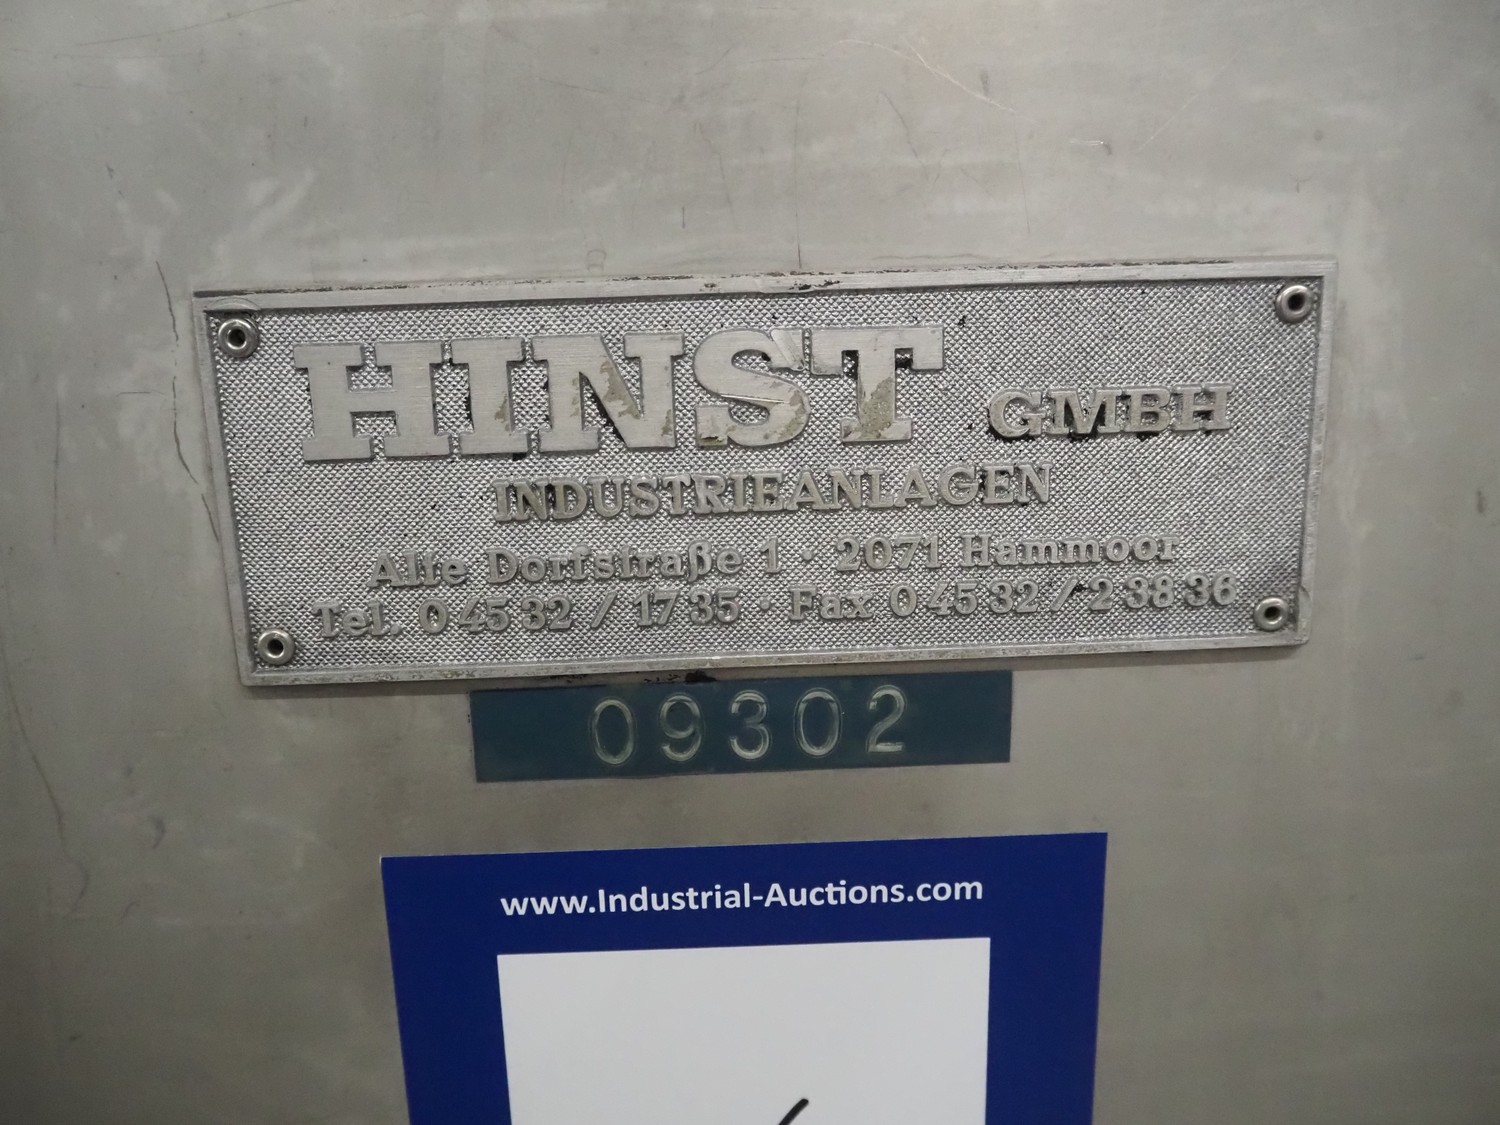 HINST GMBH
INDUSTRIEANLAGEN
Alte Dorfstraße 1 · 2071 Hammoor
Tel. 0 45 32 / 17 35 · Fax 0 45 32 / 2 38 36
09302
www.Industrial-Auctions.com